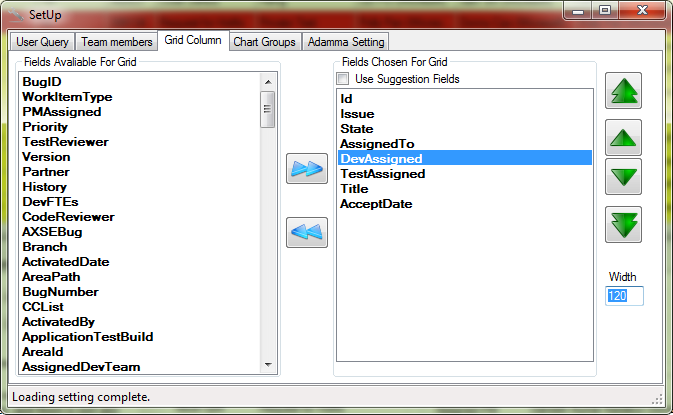 SetUp
User Query
Team members
Grid Column
Chart Groups
Adamma Setting
Fields Avaliable For Grid
BugID
WorkItemType
PMAssigned
Priority
TestReviewer
Version
Partner
History
DevFTEs
CodeReviewer
AXSEBug
Branch
ActivatedDate
AreaPath
BugNumber
CCList
ActivatedBy
ApplicationTestBuild
AreaId
AssignedDevTeam
Fields Chosen For Grid
Use Suggestion Fields
Id
Issue
State
AssignedTo
DevAssigned
TestAssigned
Title
AcceptDate
Width
120
Loading setting complete.